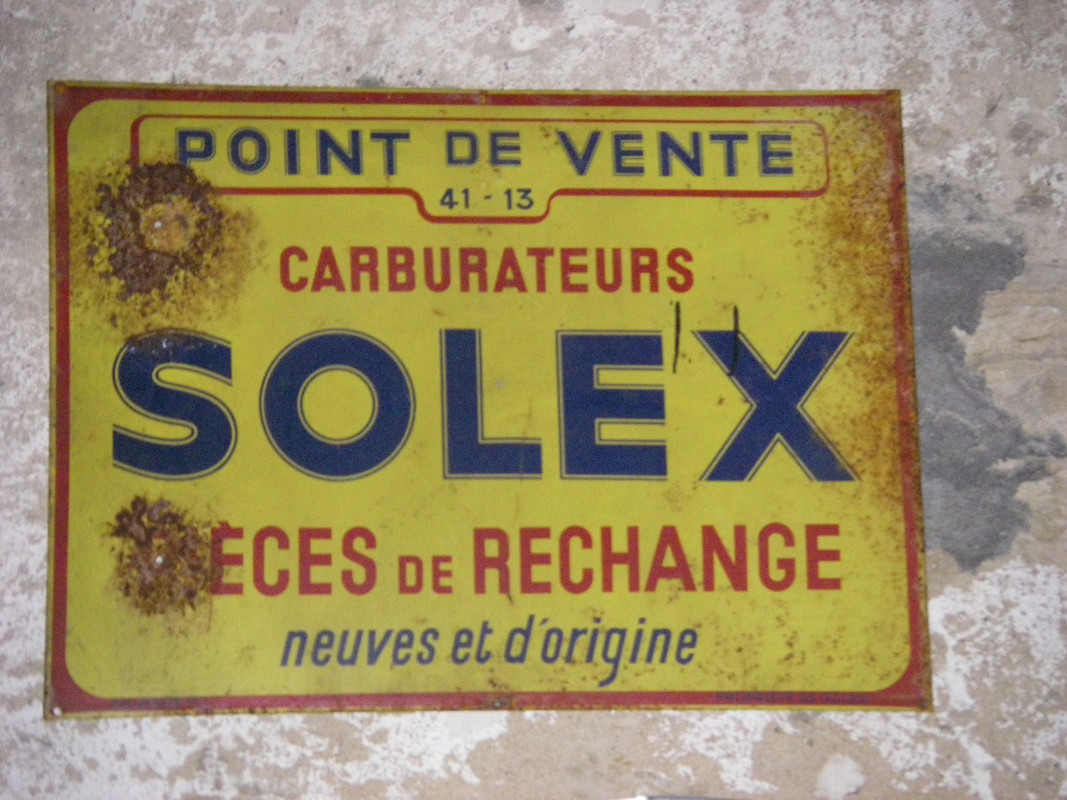 POINT DE VENTE
41 - 13
CARBURATEURS
SOLEX
ÈCES DE RECHANGE
neuves et d'origine